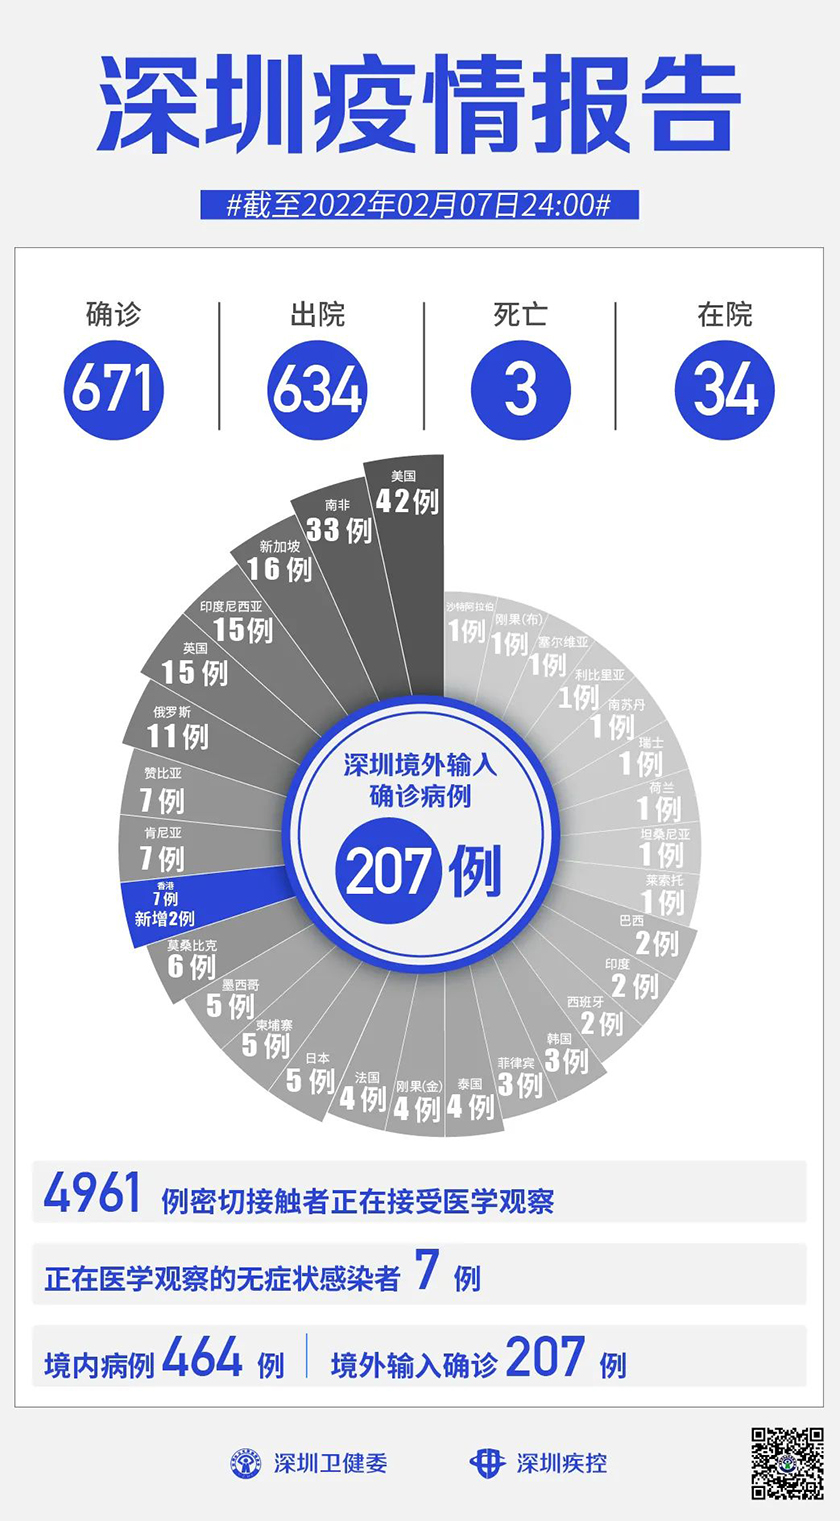 深圳疫情报告
#截至2022年02月07日24:00#
确诊
671
出院
634
死亡
3
在院
34
美国
42例
南非
33例
新加坡
16例
印度尼西亚
15例
英国
15例
俄罗斯
11例
赞比亚
7例
肯尼亚
7例
香港
7例
新增2例
莫桑比克
6例
墨西哥
5例
柬埔寨
5例
日本
5例
法国
4例
刚果(金)
4例
泰国
4例
菲律宾
3例
韩国
3例
西班牙
2例
印度
2例
巴西
2例
莱索托
1例
坦桑尼亚
1例
荷兰
1例
瑞士
1例
南苏丹
1例
利比里亚
1例
塞尔维亚
1例
刚果(布)
1例
沙特阿拉伯
1例
深圳境外输入
确诊病例
207例
4961 例密切接触者正在接受医学观察
正在医学观察的无症状感染者 7 例
境内病例 464 例 境外输入确诊 207 例
深圳卫健委
深圳疾控